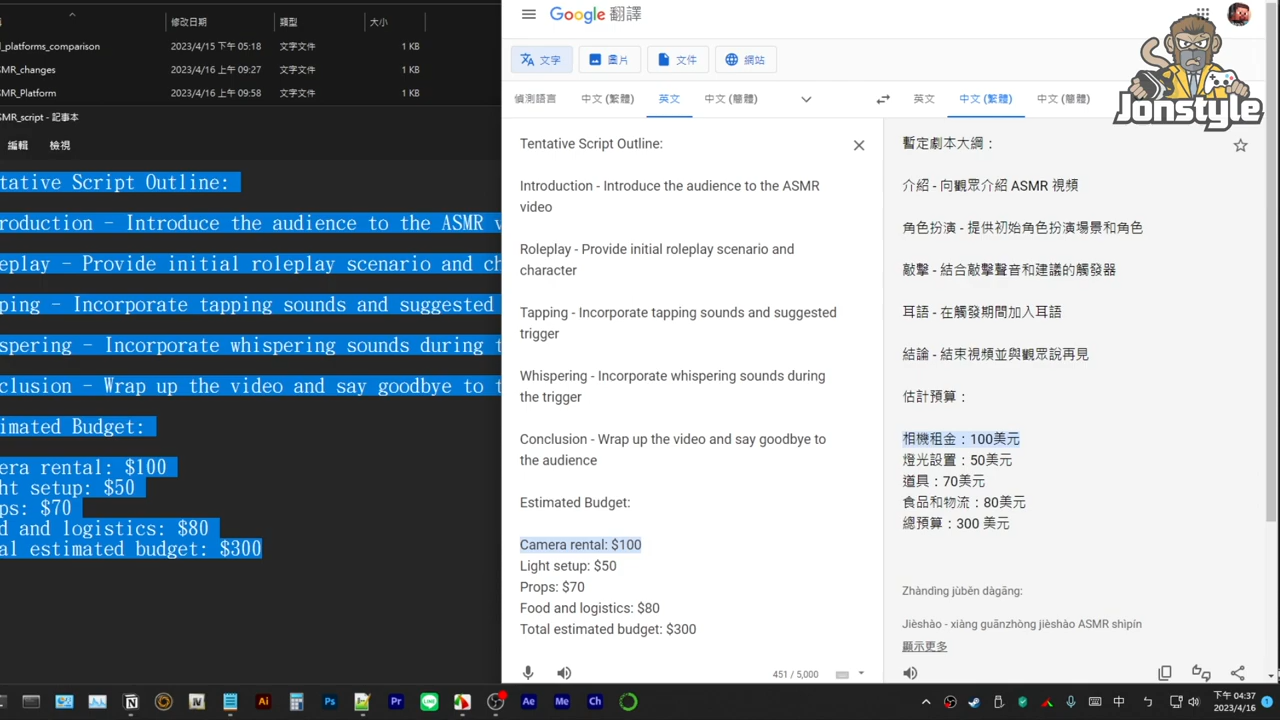 修改日期
類型
大小
l_platforms_comparison
2023/4/15 下午 05:18
文字文件
1 KB
SMR_changes
2023/4/16 上午 09:27
文字文件
1 KB
SMR_Platform
2023/4/16 上午 09:58
文字文件
1 KB
SMR_script - 記事本
編輯
檢視
tative Script Outline:
roduction - Introduce the audience to the ASMR v
eplay - Provide initial roleplay scenario and ch
ping - Incorporate tapping sounds and suggested
spering - Incorporate whispering sounds during t
clusion - Wrap up the video and say goodbye to t
imated Budget:
era rental: $100
ht setup: $50
ps: $70
d and logistics: $80
al estimated budget: $300
Google 翻譯
文字
圖片
文件
網站
偵測語言
中文 (繁體)
英文
中文 (簡體)
英文
中文 (繁體)
中文 (簡體)
Jonstyle
Tentative Script Outline:
Introduction - Introduce the audience to the ASMR
video
Roleplay - Provide initial roleplay scenario and
character
Tapping - Incorporate tapping sounds and suggested
trigger
Whispering - Incorporate whispering sounds during
the trigger
Conclusion - Wrap up the video and say goodbye to
the audience
Estimated Budget:
Camera rental: $100
Light setup: $50
Props: $70
Food and logistics: $80
Total estimated budget: $300
451 / 5,000
暫定劇本大綱：
介紹 - 向觀眾介紹 ASMR 視頻
角色扮演 - 提供初始角色扮演場景和角色
敲擊 - 結合敲擊聲音和建議的觸發器
耳語 - 在觸發期間加入耳語
結論 - 結束視頻並與觀眾說再見
估計預算：
相機租金：100美元
燈光設置：50美元
道具：70美元
食品和物流：80美元
總預算：300 美元
Zhàndìng jùběn dàgāng:
Jièshào - xiàng guānzhòng jièshào ASMR shìpín
顯示更多
Ai
Ps
Pr
Ae
Me
Ch
中
下午 04:37
2023/4/16